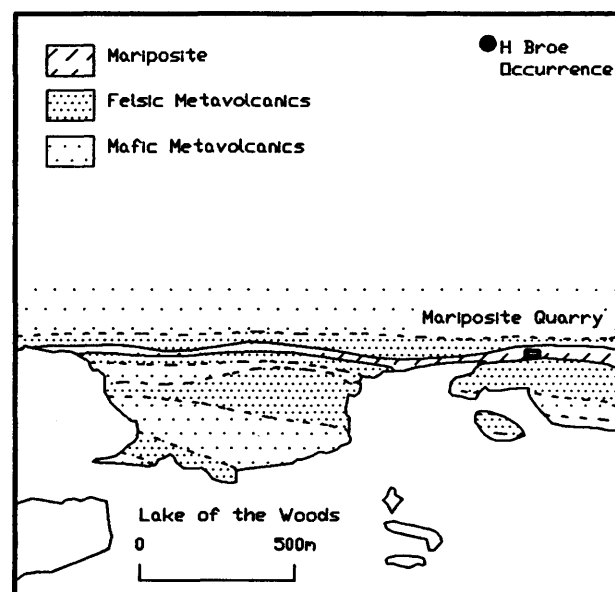 Mariposite
Felsic Metavolcanics
Mafic Metavolcanics
H Broe
Occurrence
Mariposite Quarry
Lake of the Woods
0 500m